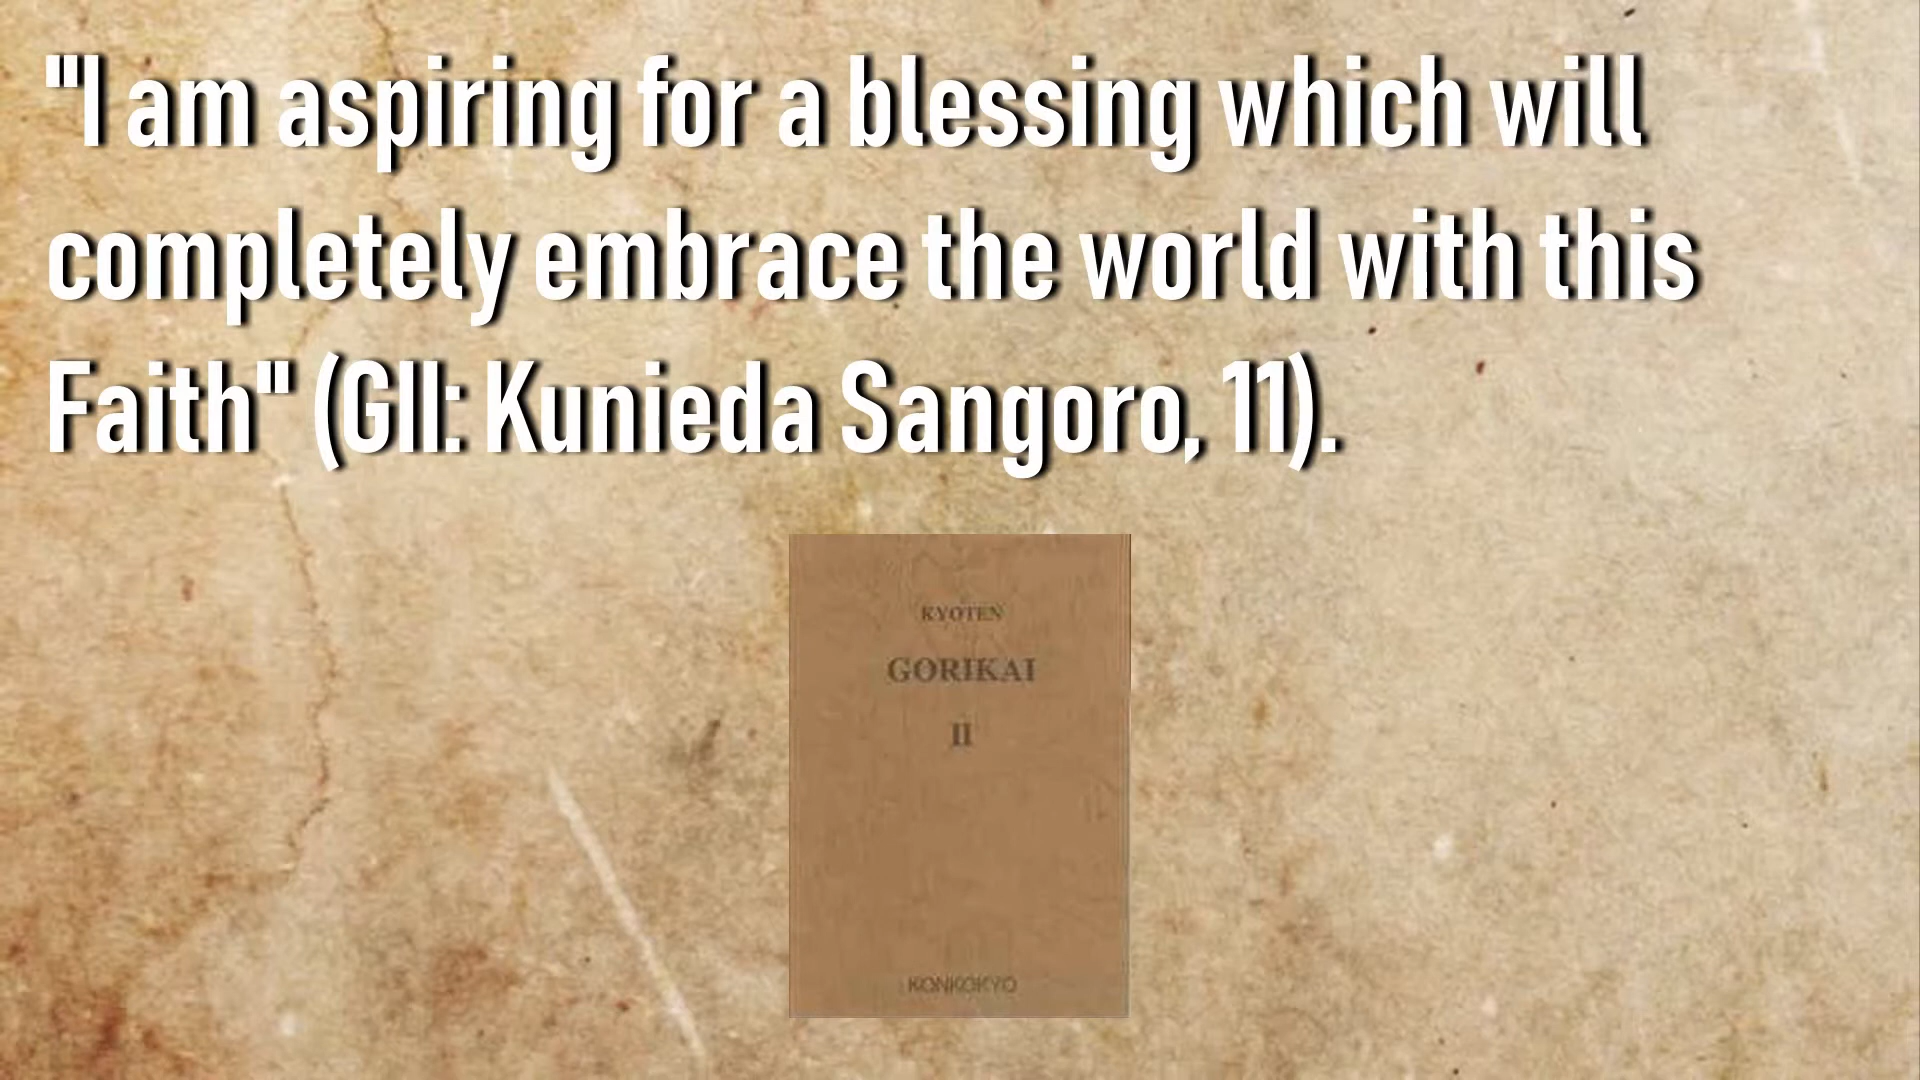 "I am aspiring for a blessing which will
completely embrace the world with this
Faith" (GII: Kunieda Sangoro, 11).
KYOTEN
GORIKAI
II
KONKOKYO